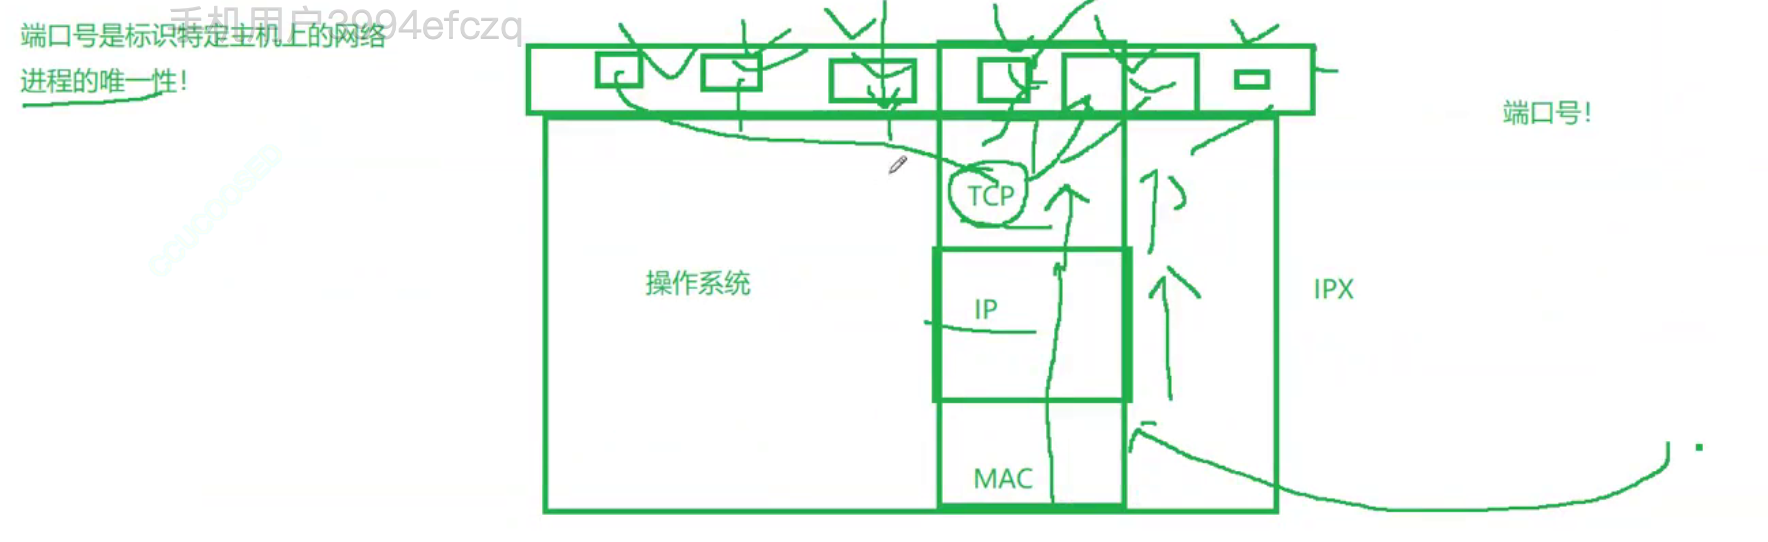 手机用户3994efczq
端口号是标识特定主机上的网络
进程的唯一性！
端口号！
TCP
操作系统
IP
IPX
MAC